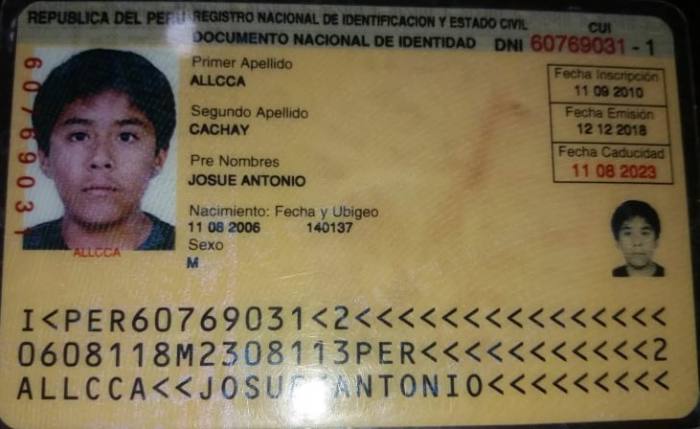 REPUBLICA DEL PERU REGISTRO NACIONAL DE IDENTIFICACION Y ESTADO CIVIL
CUI
DOCUMENTO NACIONAL DE IDENTIDAD DNI 60769031 - 1
60769031
Primer Apellido
ALLCCA
Segundo Apellido
CACHAY
Pre Nombres
JOSUE ANTONIO
Nacimiento: Fecha y Ubigeo
11 08 2006 140137
Sexo
M
Fecha Inscripción
11 09 2010
Fecha Emisión
12 12 2018
Fecha Caducidad
11 08 2023
ALLCCA
I<PER60769031<2<<<<<<<<<<<<<<<
0608118M2308113PER<<<<<<<<<<<2
ALLCCA<<JOSUE<ANTONIO<<<<<<<<<